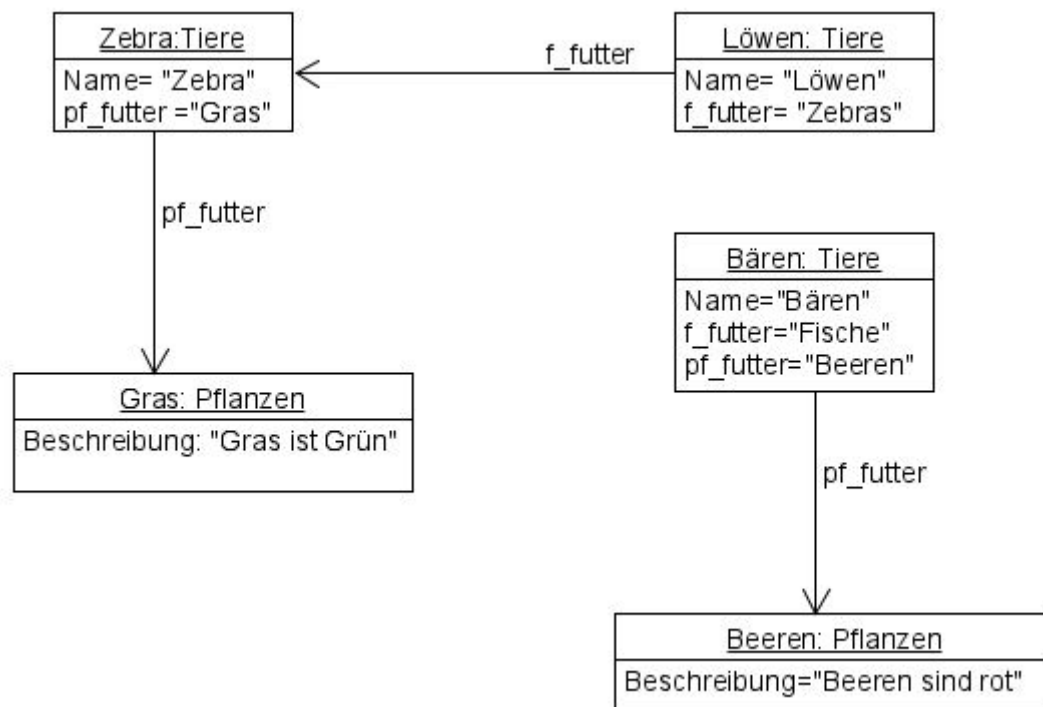 Zebra:Tiere
Name= "Zebra"
pf_futter ="Gras"
f_futter
Löwen: Tiere
Name= "Löwen"
f_futter= "Zebras"
pf_futter
Bären: Tiere
Name="Bären"
f_futter="Fische"
pf_futter="Beeren"
Gras: Pflanzen
Beschreibung: "Gras ist Grün"
pf_futter
Beeren: Pflanzen
Beschreibung="Beeren sind rot"